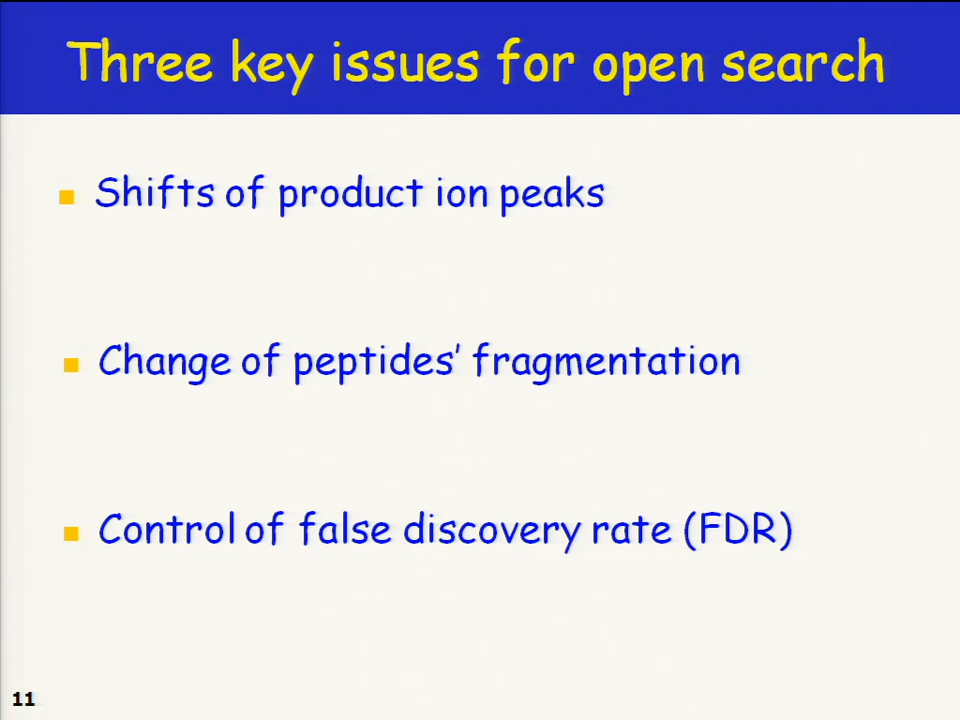 Three key issues for open search
Shifts of product ion peaks
Change of peptides' fragmentation
Control of false discovery rate (FDR)
11